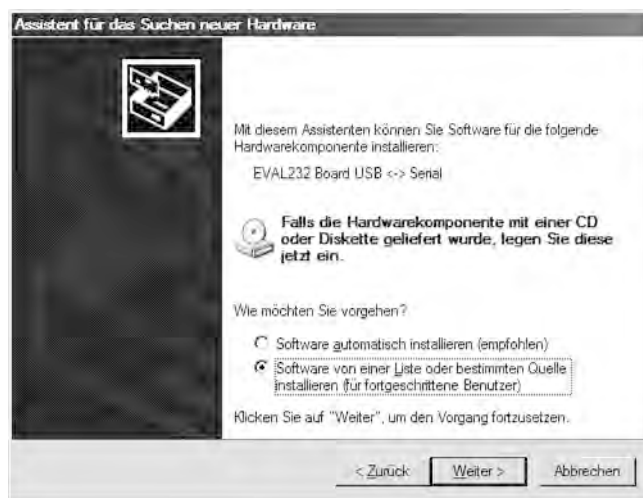 Assistent für das Suchen neuer Hardware
Mit diesem Assistenten können Sie Software für die folgende
Hardwarekomponente installieren:
EVAL232 Board USB <-> Serial
Falls die Hardwarekomponente mit einer CD
oder Diskette geliefert wurde, legen Sie diese
jetzt ein.
Wie möchten Sie vorgehen?
Software automatisch installieren (empfohlen)
Software von einer Liste oder bestimmten Quelle
installieren (für fortgeschrittene Benutzer)
Klicken Sie auf "Weiter", um den Vorgang fortzusetzen.
< Zurück Weiter > Abbrechen